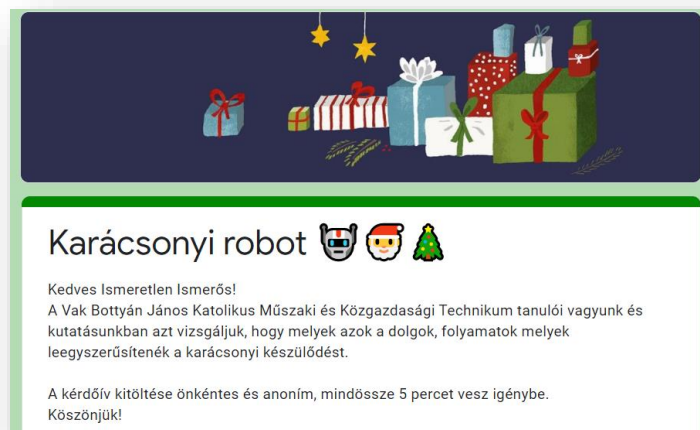 Karácsonyi robot 🤖🎅🎄
Kedves Ismeretlen Ismerős!
A Vak Bottyán János Katolikus Műszaki és Közgazdasági Technikum tanulói vagyunk és
kutatásunkban azt vizsgáljuk, hogy melyek azok a dolgok, folyamatok melyek
leegyszerűsítenék a karácsonyi készülődést.
A kérdőív kitöltése önkéntes és anoním, mindössze 5 percet vesz igénybe.
Köszönjük!